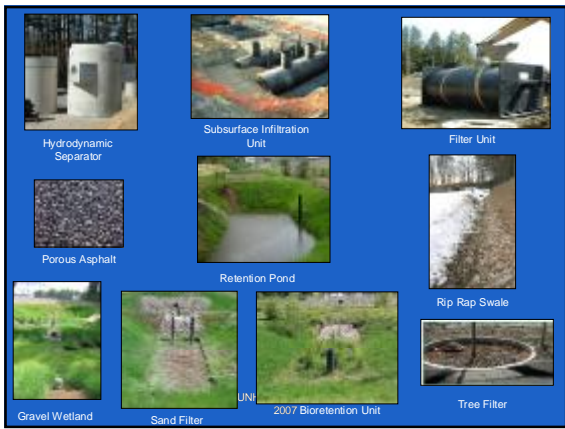 Hydrodynamic
Separator
Subsurface Infiltration
Unit
Filter Unit
Porous Asphalt
Retention Pond
Rip Rap Swale
Gravel Wetland
Sand Filter
2007 Bioretention Unit
Tree Filter